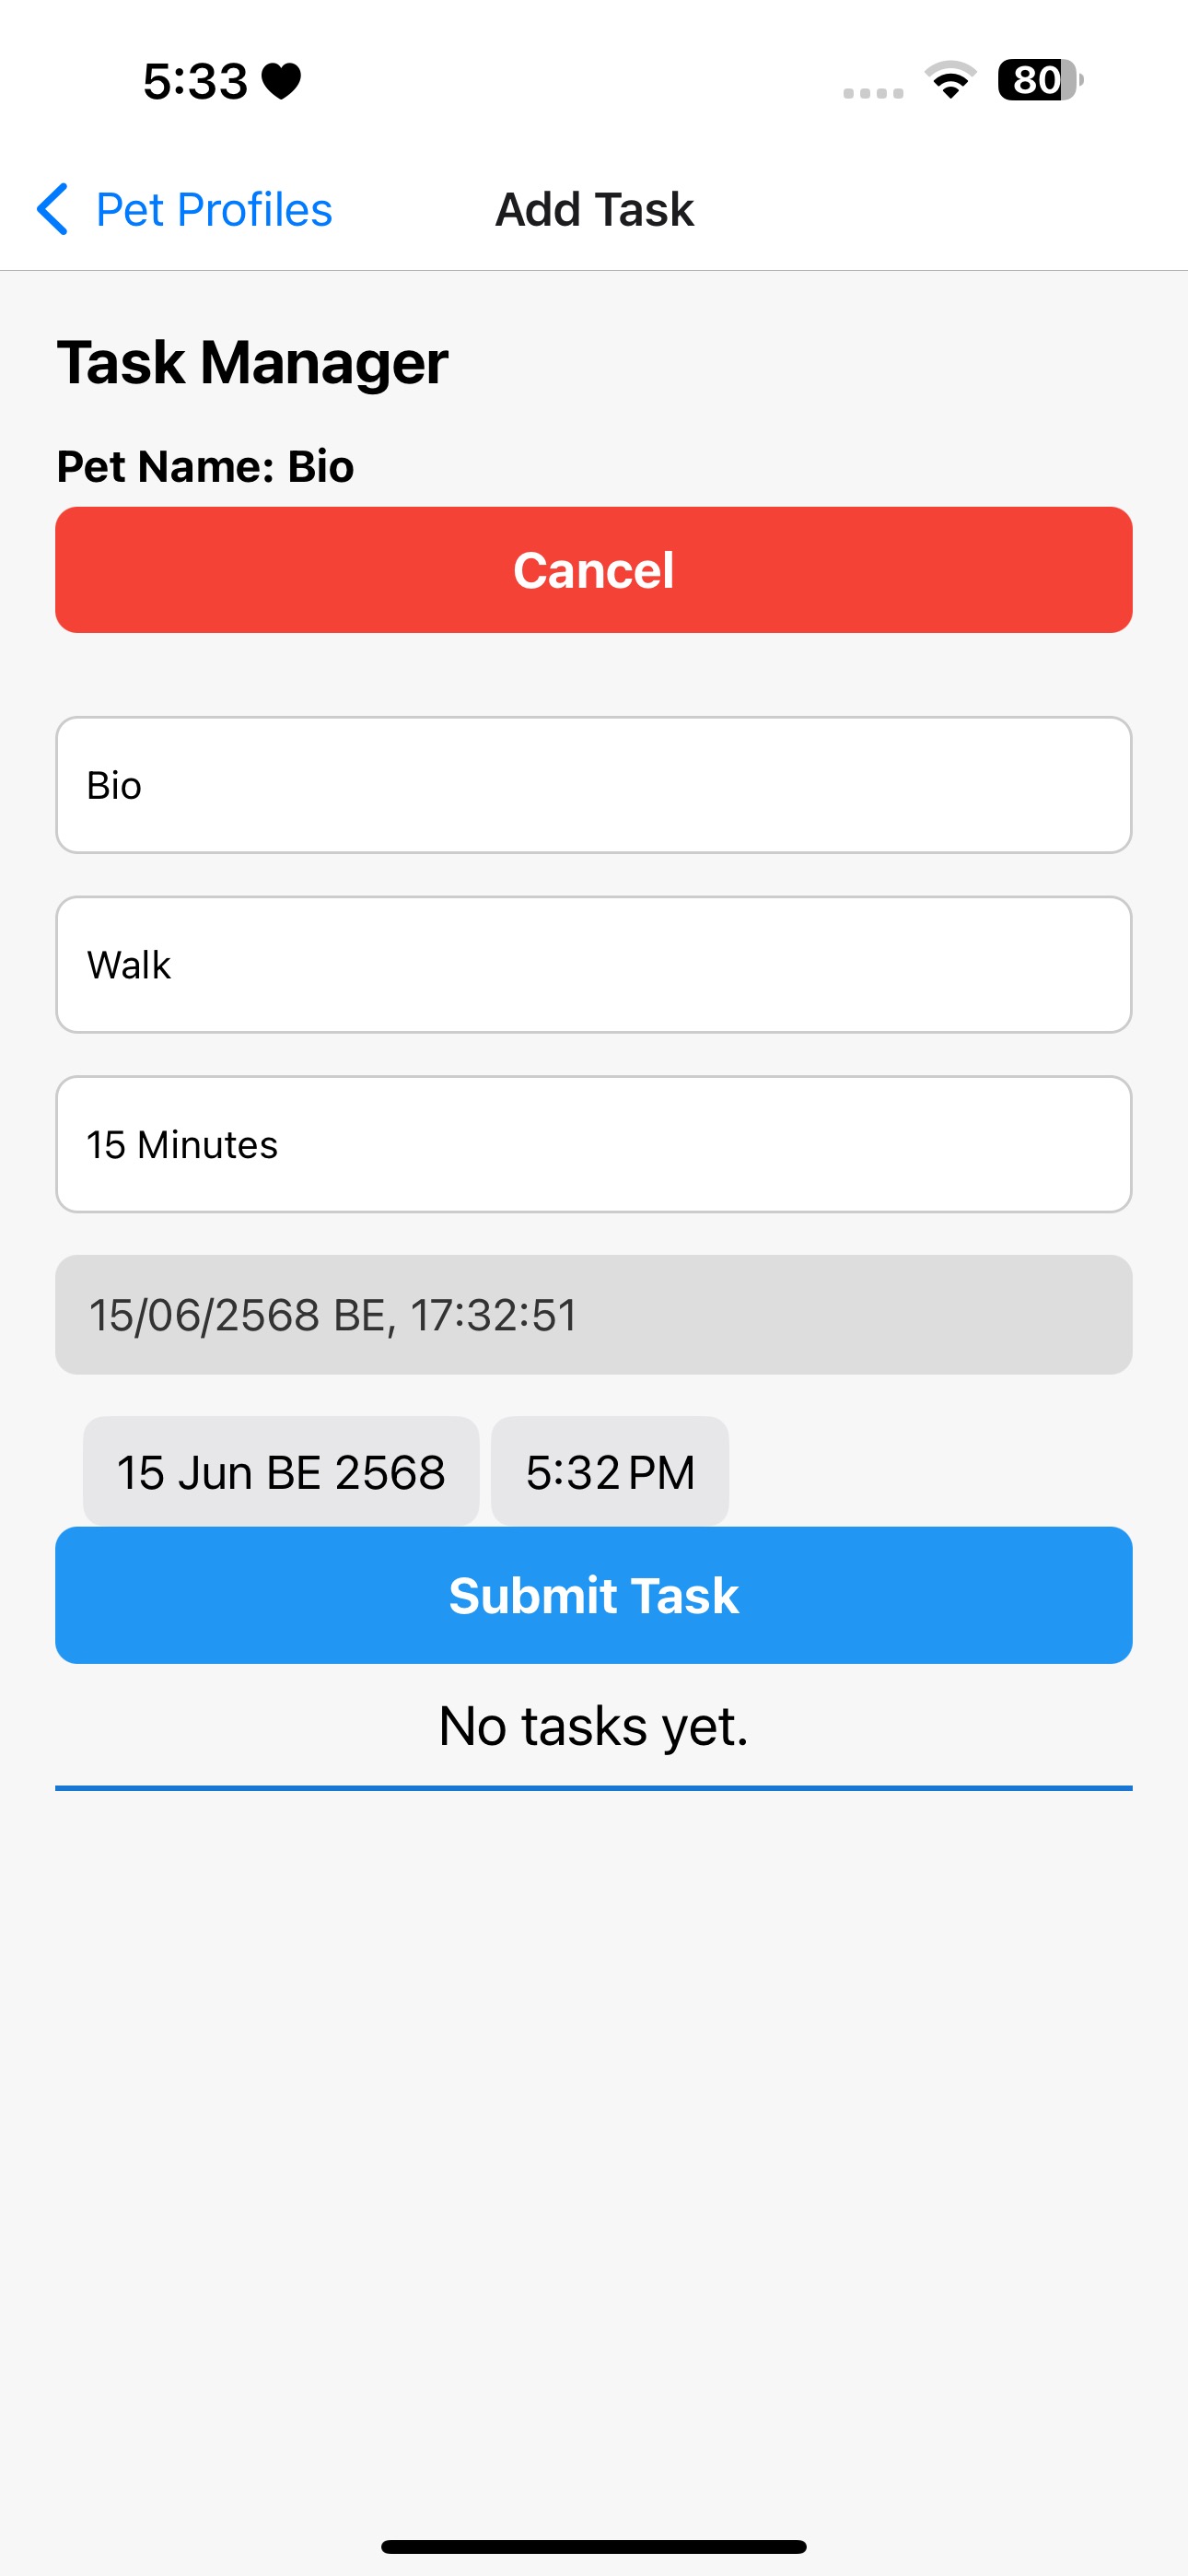 5:33
80
Pet Profiles
Add Task
Task Manager
Pet Name: Bio
Cancel
Bio
Walk
15 Minutes
15/06/2568 BE, 17:32:51
15 Jun BE 2568
5:32 PM
Submit Task
No tasks yet.